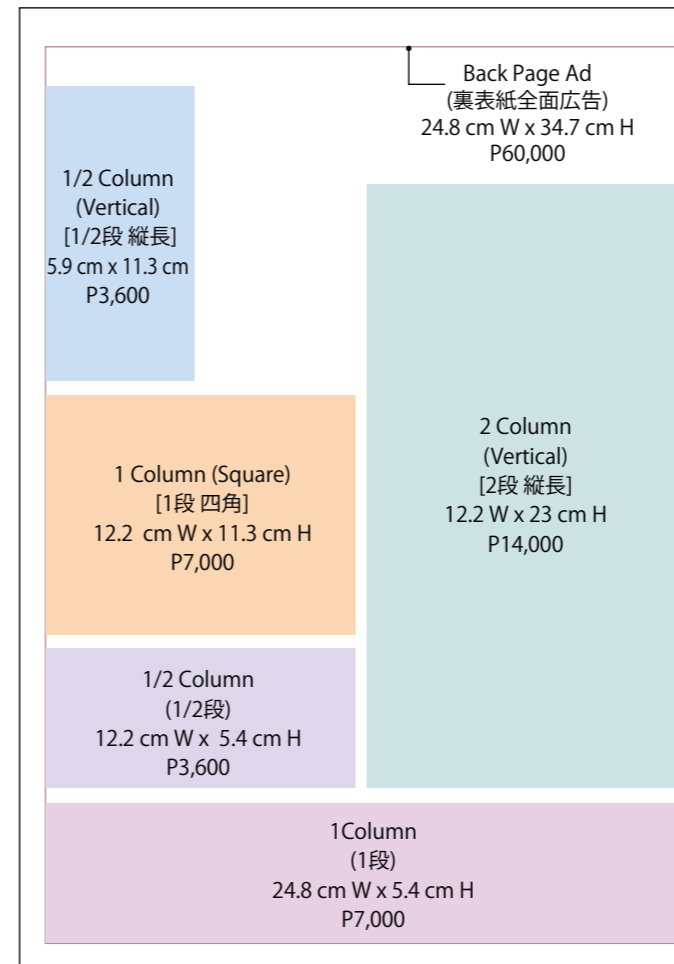 Back Page Ad
(裏表紙全面広告)
24.8 cm W x 34.7 cm H
P60,000
1/2 Column
(Vertical)
[1/2段 縦長]
5.9 cm x 11.3 cm
P3,600
1 Column (Square)
[1段 四角]
12.2 cm W x 11.3 cm H
P7,000
2 Column
(Vertical)
[2段 縦長]
12.2 W x 23 cm H
P14,000
1/2 Column
(1/2段)
12.2 cm W x 5.4 cm H
P3,600
1Column
(1段)
24.8 cm W x 5.4 cm H
P7,000